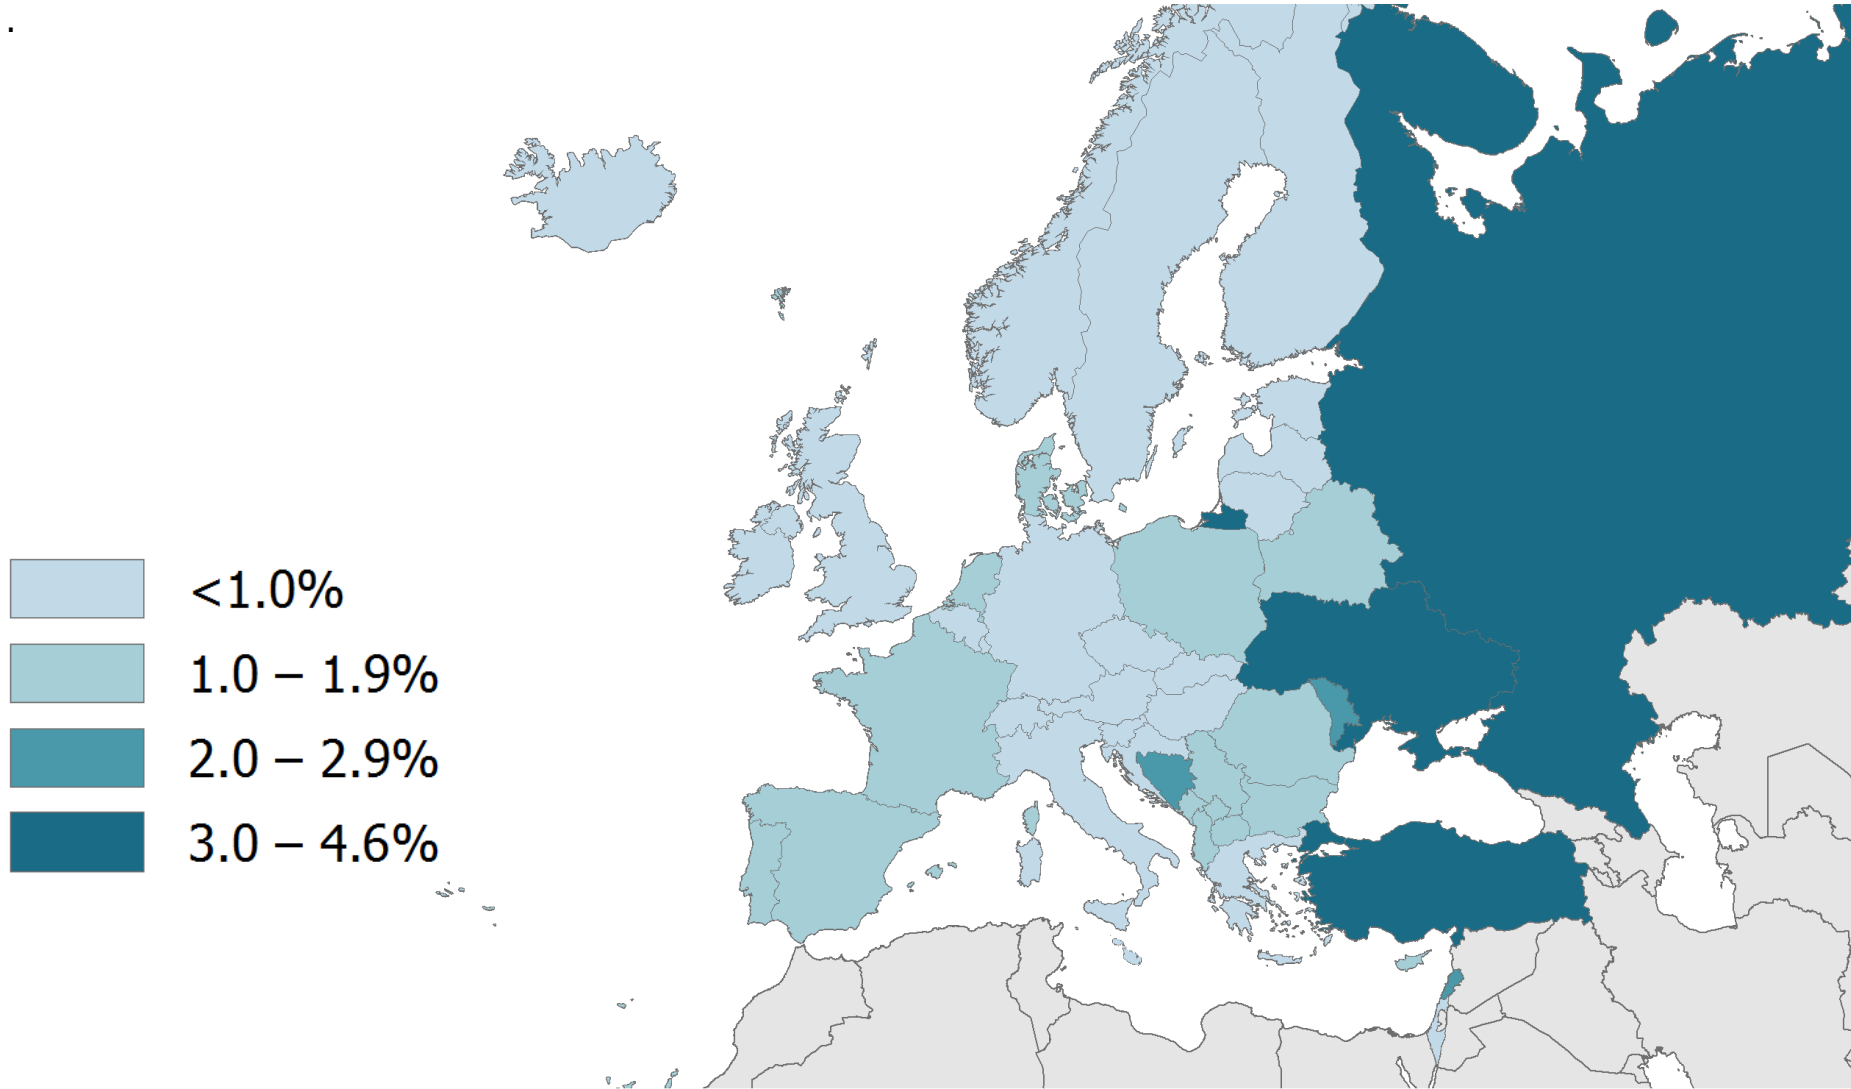 .
<1.0%
1.0 – 1.9%
2.0 – 2.9%
3.0 – 4.6%